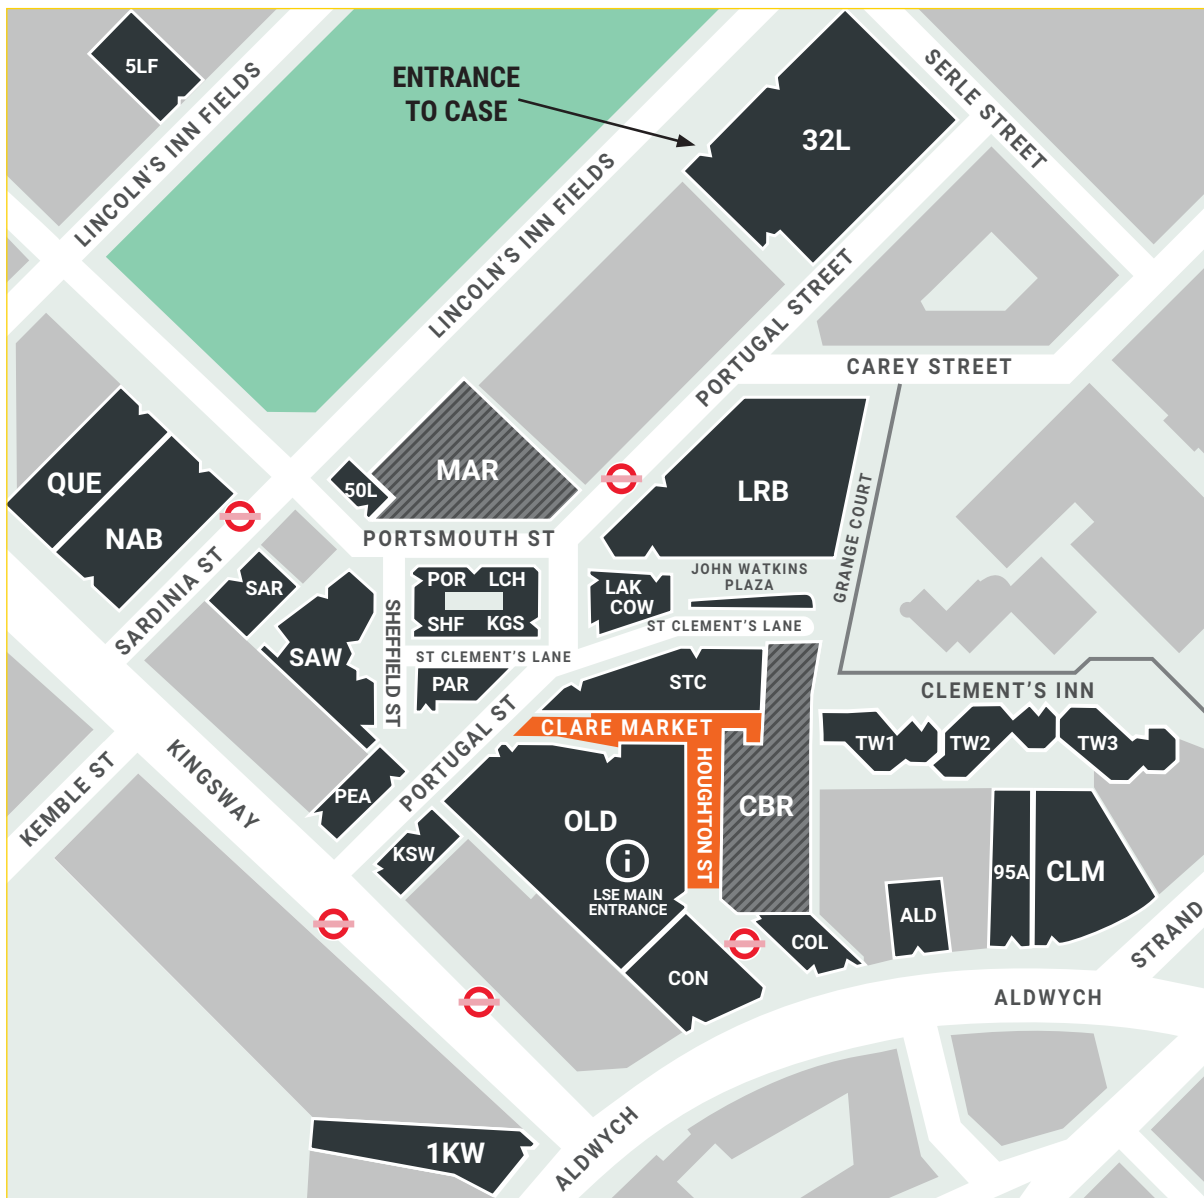 5LF
LINCOLN'S INN FIELDS
ENTRANCE
TO CASE
32L
SERLE STREET
LINCOLN'S INN FIELDS
PORTUGAL STREET
CAREY STREET
QUE
NAB
50L
MAR
LRB
GRANGE COURT
PORTSMOUTH ST
SARDINIA ST
SAR
SAW
SHEFFIELD ST
POR
LCH
SHF
KGS
LAK
COW
JOHN WATKINS
PLAZA
ST CLEMENT'S LANE
ST CLEMENT'S LANE
PAR
STC
CLEMENT'S INN
CLARE MARKET
HOUGHTON ST
TW1
TW2
TW3
KEMBLE ST
KINGSWAY
PEA
PORTUGAL ST
KSW
OLD
i
LSE MAIN
ENTRANCE
CBR
95A
CLM
ALD
COL
CON
STRAND
ALDWYCH
ALDWYCH
1KW